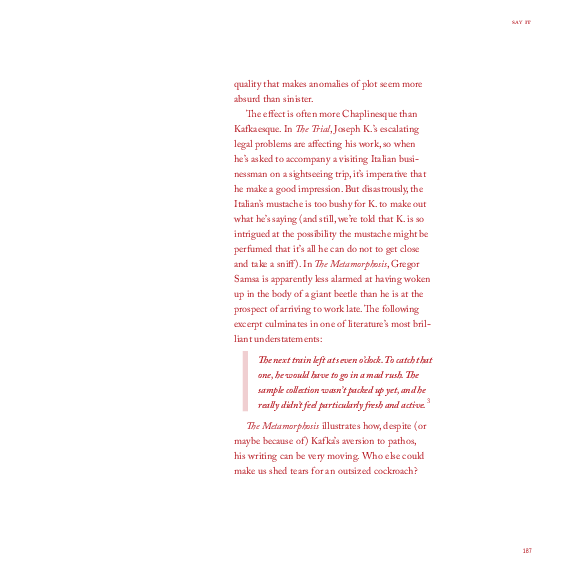 SAY IT
quality that makes anomalies of plot seem more
absurd than sinister.
The effect is often more Chaplinesque than
Kafkaesque. In The Trial, Joseph K.'s escalating
legal problems are affecting his work, so when
he's asked to accompany a visiting Italian busi-
nessman on a sightseeing trip, it's imperative that
he make a good impression. But disastrously, the
Italian's mustache is too bushy for K. to make out
what he's saying (and still, we're told that K. is so
intrigued at the possibility the mustache might be
perfumed that it's all he can do not to get close
and take a sniff). In The Metamorphosis, Gregor
Samsa is apparently less alarmed at having woken
up in the body of a giant beetle than he is at the
prospect of arriving to work late. The following
excerpt culminates in one of literature's most bril-
liant understatements:
The next train left at seven o'clock. To catch that
one, he would have to go in a mad rush. The
sample collection wasn't packed up yet, and he
really didn't feel particularly fresh and active.3
The Metamorphosis illustrates how, despite (or
maybe because of) Kafka's aversion to pathos,
his writing can be very moving. Who else could
make us shed tears for an outsized cockroach?
187